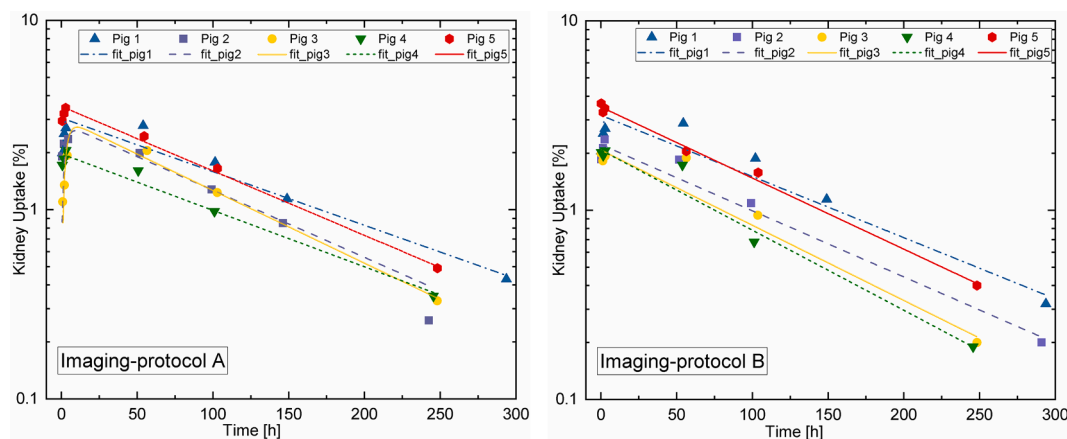 10
Pig 1 Pig 2 Pig 3 Pig 4 Pig 5
fit_pig1 fit_pig2 fit_pig3 fit_pig4 fit_pig5
Kidney Uptake [%]
1
Imaging-protocol A
0.1
0 50 100 150 200 250 300
Time [h]
10
Pig 1 Pig 2 Pig 3 Pig 4 Pig 5
fit_pig1 fit_pig2 fit_pig3 fit_pig4 fit_pig5
Kidney Uptake [%]
1
Imaging-protocol B
0.1
0 50 100 150 200 250 300
Time [h]